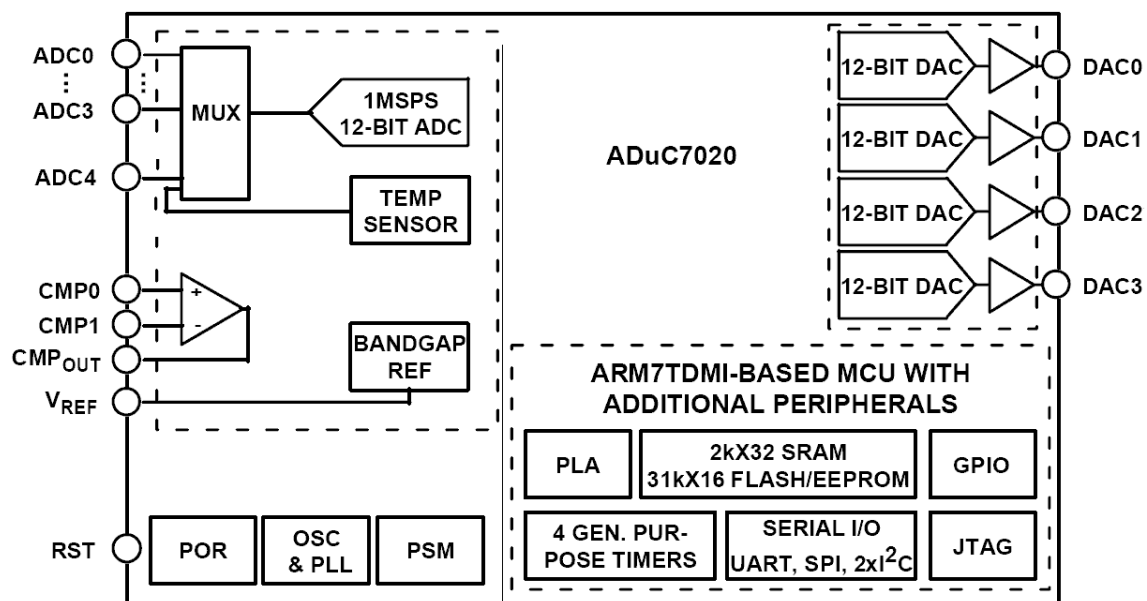 ADC0
ADC3
ADC4
MUX
1MSPS
12-BIT ADC
TEMP
SENSOR
CMP0
CMP1
CMPOUT
VREF
+
-
BANDGAP
REF
RST
POR
OSC
& PLL
PSM
ADuC7020
12-BIT DAC
DAC0
12-BIT DAC
DAC1
12-BIT DAC
DAC2
12-BIT DAC
DAC3
ARM7TDMI-BASED MCU WITH
ADDITIONAL PERIPHERALS
PLA
2kX32 SRAM
31kX16 FLASH/EEPROM
GPIO
4 GEN. PUR-
POSE TIMERS
SERIAL I/O
UART, SPI, 2xI²C
JTAG